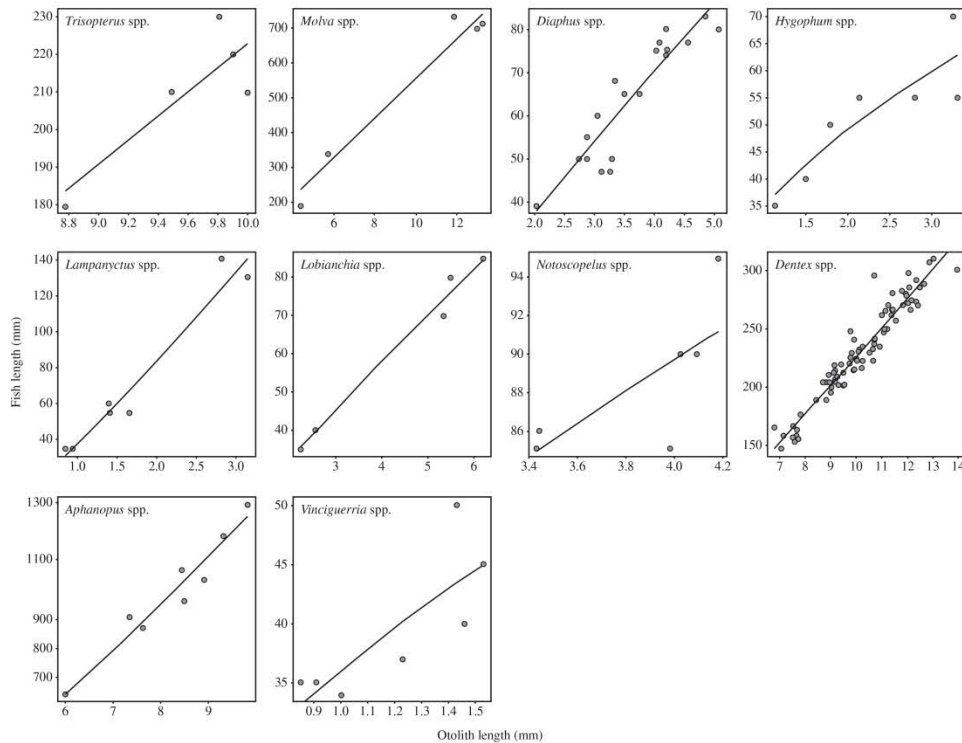 Trisopterus spp.
230
220
210
200
190
180
8.8 9.0 9.2 9.4 9.6 9.8 10.0
Molva spp.
700
600
500
400
300
200
6 8 10 12
Diaphus spp.
80
70
60
50
40
2.0 2.5 3.0 3.5 4.0 4.5 5.0
Hygophum spp.
70
65
60
55
50
45
40
35
1.5 2.0 2.5 3.0
Fish length (mm)
Lampanyctus spp.
140
120
100
80
60
40
1.0 1.5 2.0 2.5 3.0
Lobianchia spp.
80
70
60
50
40
3 4 5 6
Notoscopelus spp.
95
92
90
88
86
3.4 3.6 3.8 4.0 4.2
Dentex spp.
300
250
200
150
7 8 9 10 11 12 13 14
Aphanopus spp.
1300
1100
900
800
700
6 7 8 9
Vinciguerria spp.
50
45
40
35
0.9 1.0 1.1 1.2 1.3 1.4 1.5
Otolith length (mm)